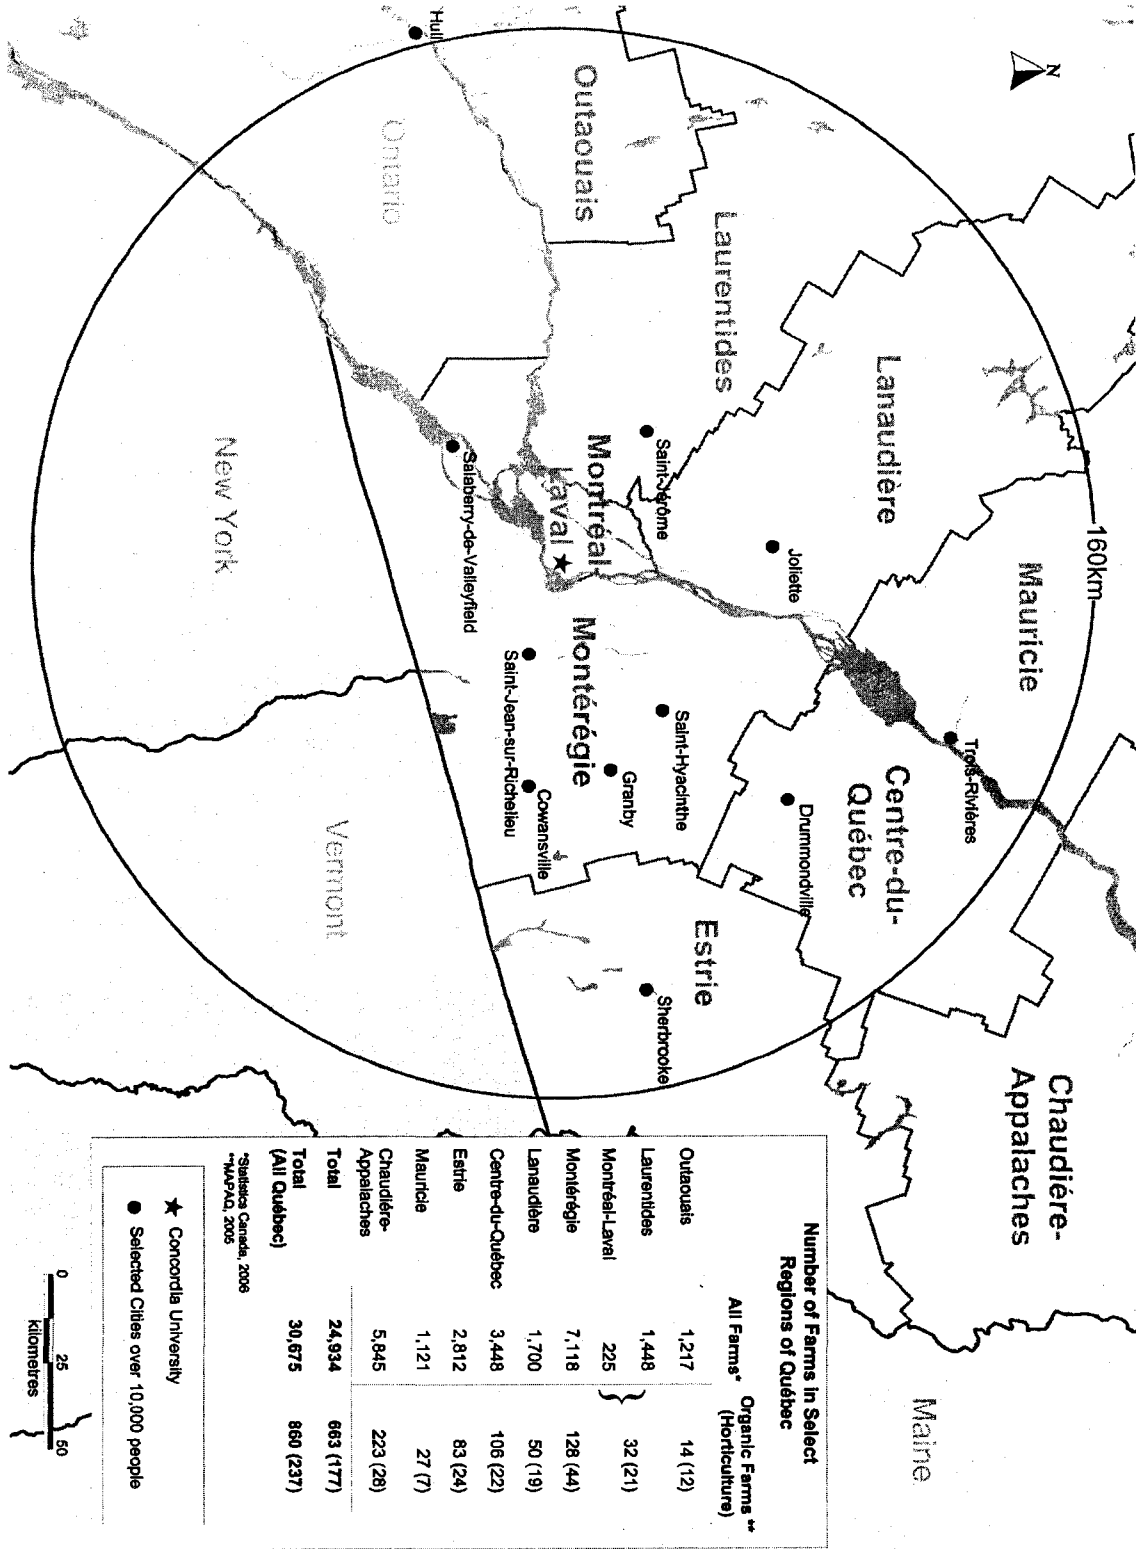 N
160km
Hull
Outaouais
Ontario
Laurentides
Lanaudière
Mauricie
Saint-Jérôme
Joliette
Trois-Rivières
Montréal-
Laval
Salaberry-de-Valleyfield
Montérégie
Saint-Jean-sur-Richelieu
Saint-Hyacinthe
Granby
Cowansville
Centre-du-
Québec
Drummondville
Estrie
Sherbrooke
Chaudiére-
Appalaches
New York
Vermont
Maine
Number of Farms in Select
Regions of Québec
All Farms* Organic Farms **
(Horticulture)
Outaouais 1,217 14 (12)
Laurentides 1,448
Montréal-Laval 225 } 32 (21)
Montérégie 7,118 128 (44)
Lanaudière 1,700 50 (19)
Centre-du-Québec 3,448 106 (22)
Estrie 2,812 83 (24)
Mauricie 1,121 27 (7)
Chaudiére-
Appalaches 5,845 223 (28)
Total 24,934 663 (177)
Total
(All Québec) 30,675 860 (237)
*Statistics Canada, 2006
**MAPAQ, 2005
★ Concordia University
● Selected Cities over 10,000 people
0 25 50
kilometres